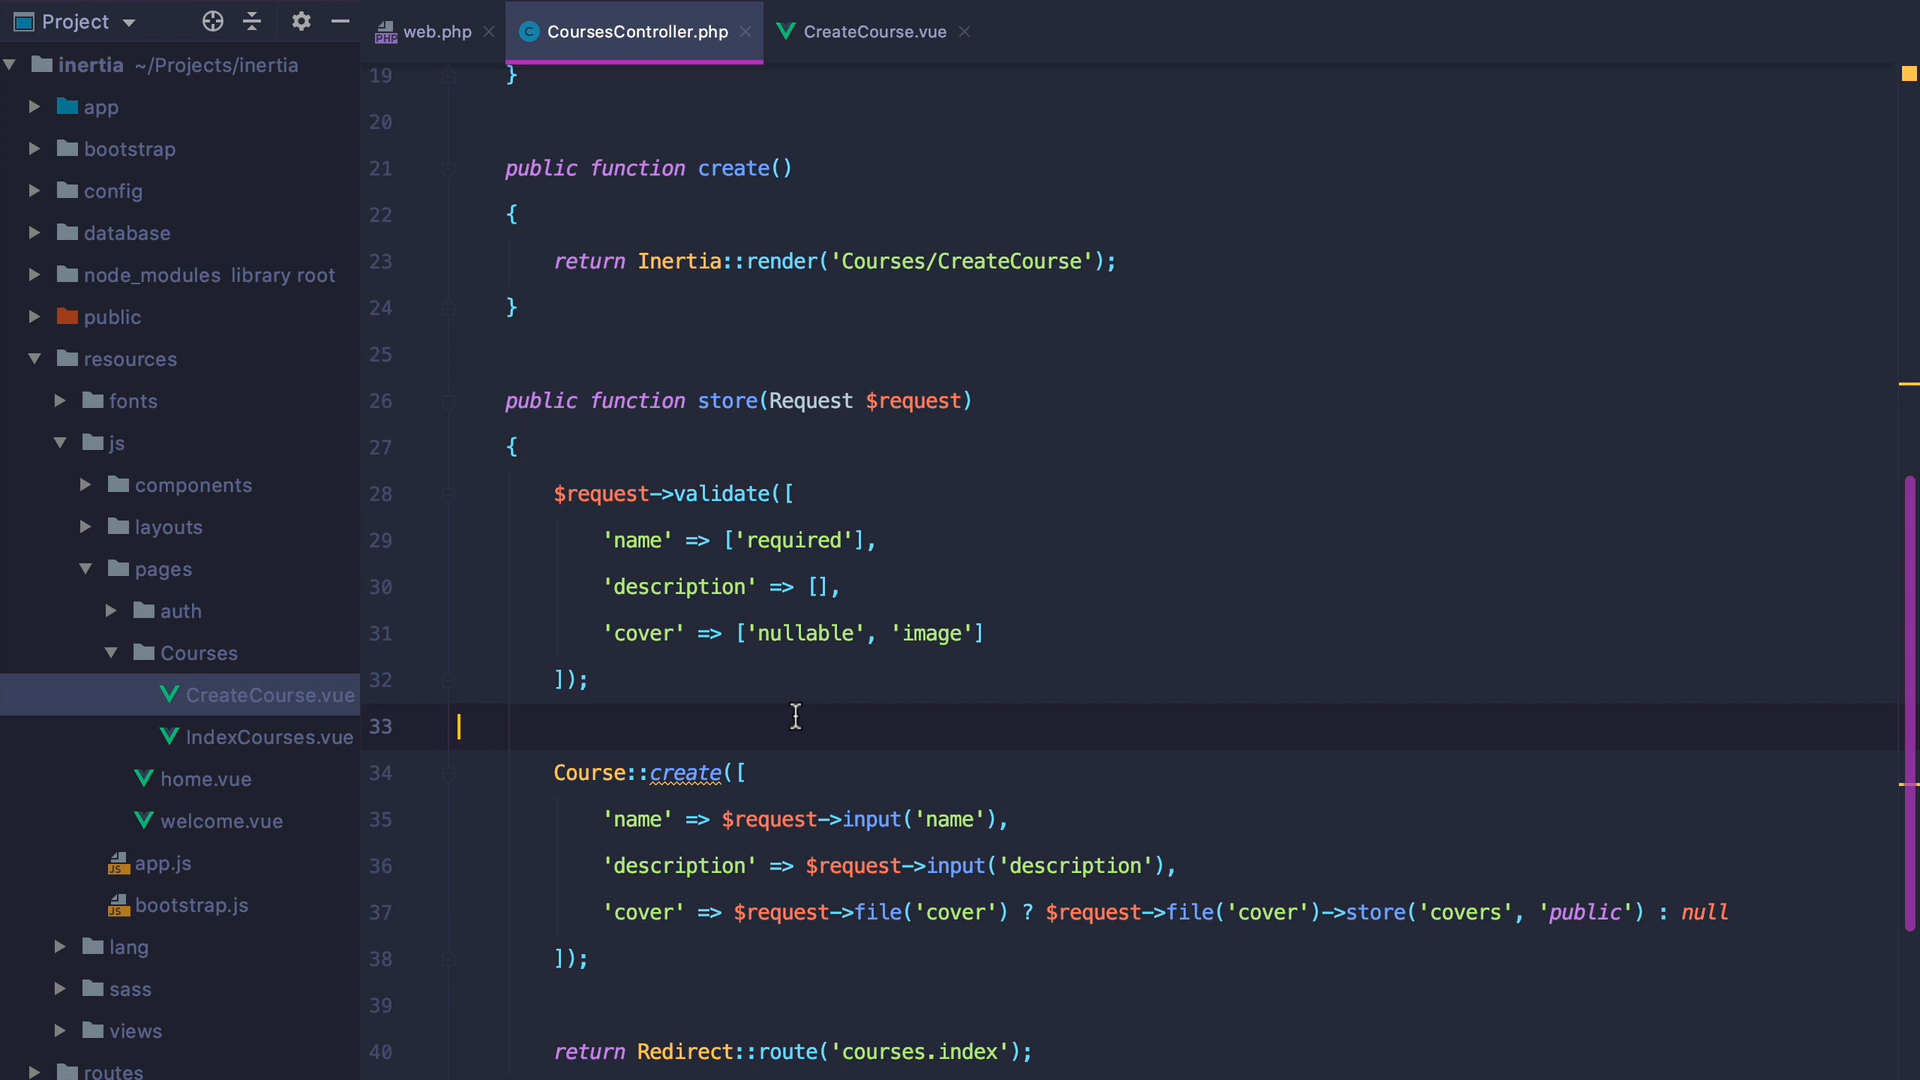 Project
inertia ~/Projects/inertia
app
bootstrap
config
database
node_modules library root
public
resources
fonts
js
components
layouts
pages
auth
Courses
CreateCourse.vue
IndexCourses.vue
home.vue
welcome.vue
JS app.js
JS bootstrap.js
lang
sass
views
routes
PHP web.php
C CoursesController.php
CreateCourse.vue
19 }
20
21 public function create()
22 {
23 return Inertia::render('Courses/CreateCourse');
24 }
25
26 public function store(Request $request)
27 {
28 $request->validate([
29 'name' => ['required'],
30 'description' => [],
31 'cover' => ['nullable', 'image']
32 ]);
33
34 Course::create([
35 'name' => $request->input('name'),
36 'description' => $request->input('description'),
37 'cover' => $request->file('cover') ? $request->file('cover')->store('covers', 'public') : null
38 ]);
39
40 return Redirect::route('courses.index');